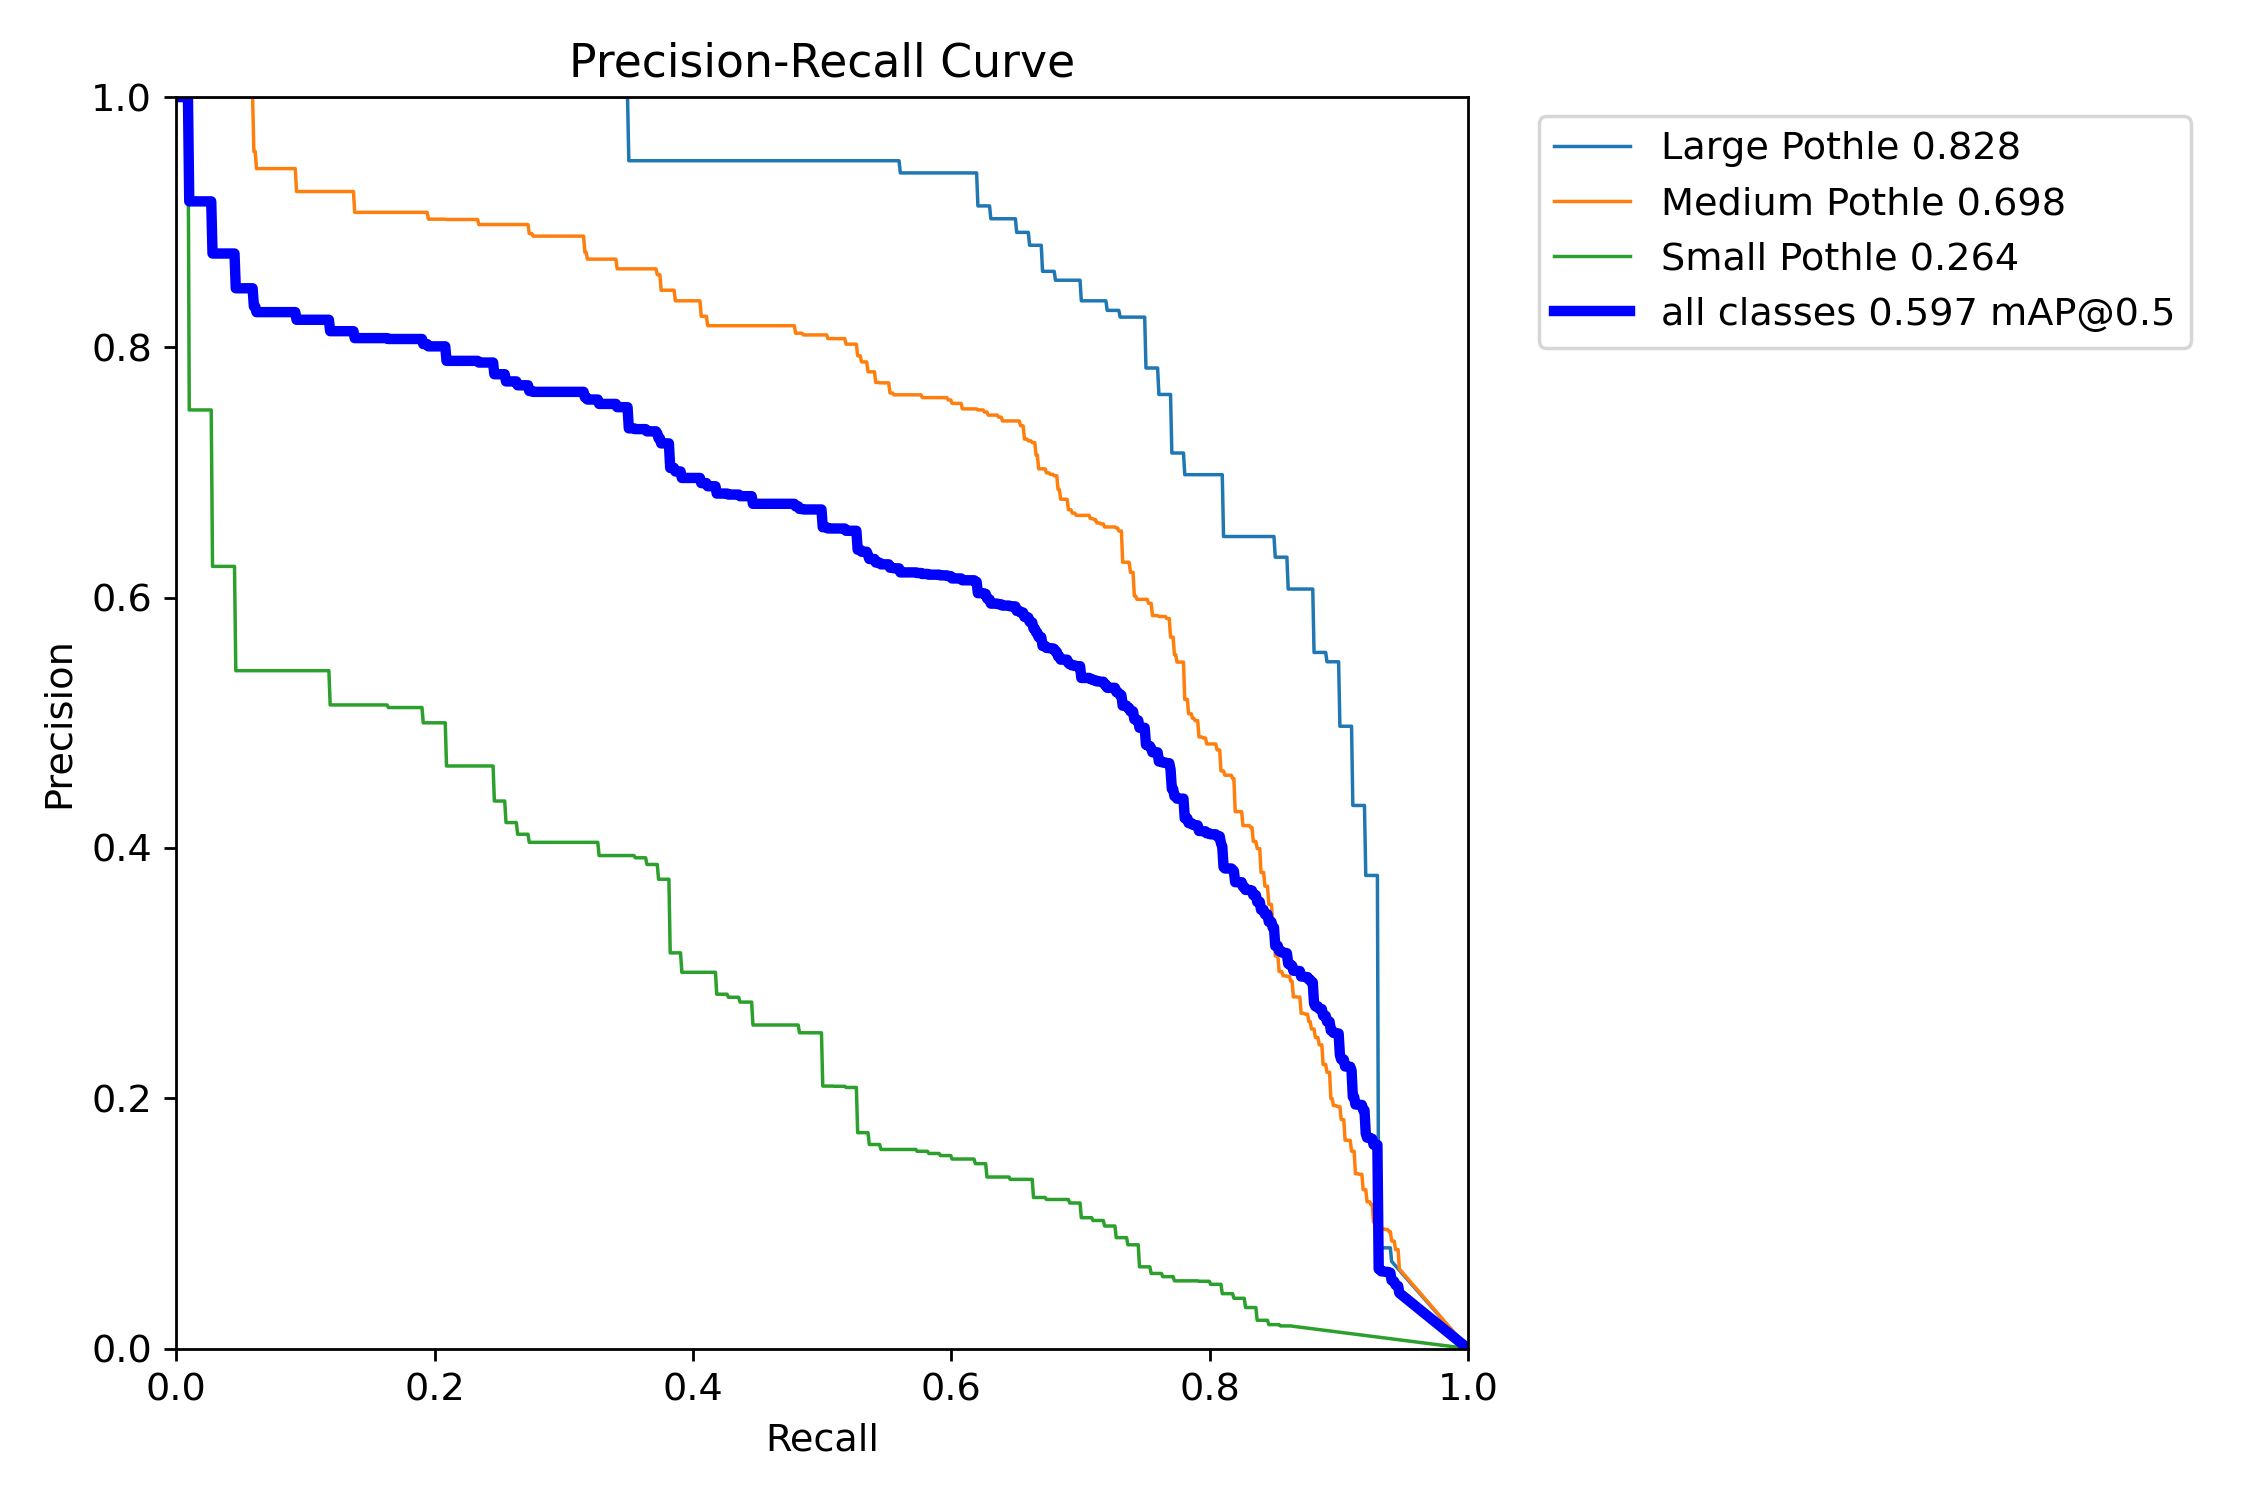 Precision-Recall Curve
Large Pothle 0.828
Medium Pothle 0.698
Small Pothle 0.264
all classes 0.597 mAP@0.5
Precision
1.0
0.8
0.6
0.4
0.2
0.0
0.0 0.2 0.4 0.6 0.8 1.0
Recall